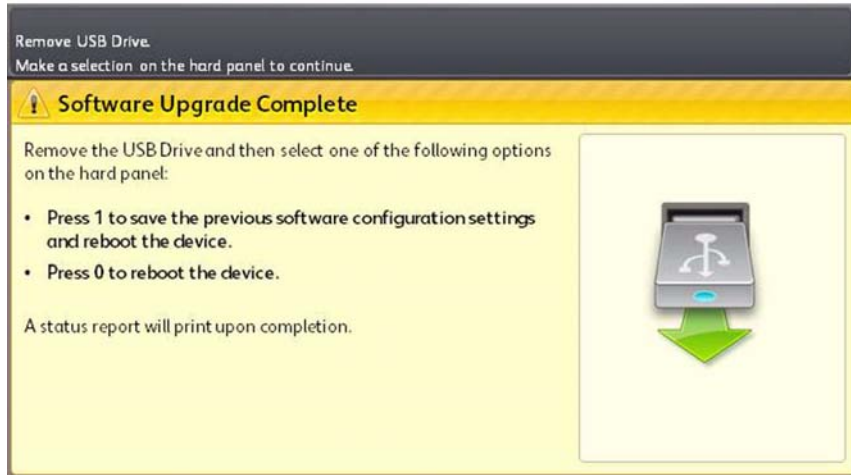 Remove USB Drive.
Make a selection on the hard panel to continue.
Software Upgrade Complete
Remove the USB Drive and then select one of the following options
on the hard panel:
• Press 1 to save the previous software configuration settings
and reboot the device.
• Press 0 to reboot the device.
A status report will print upon completion.